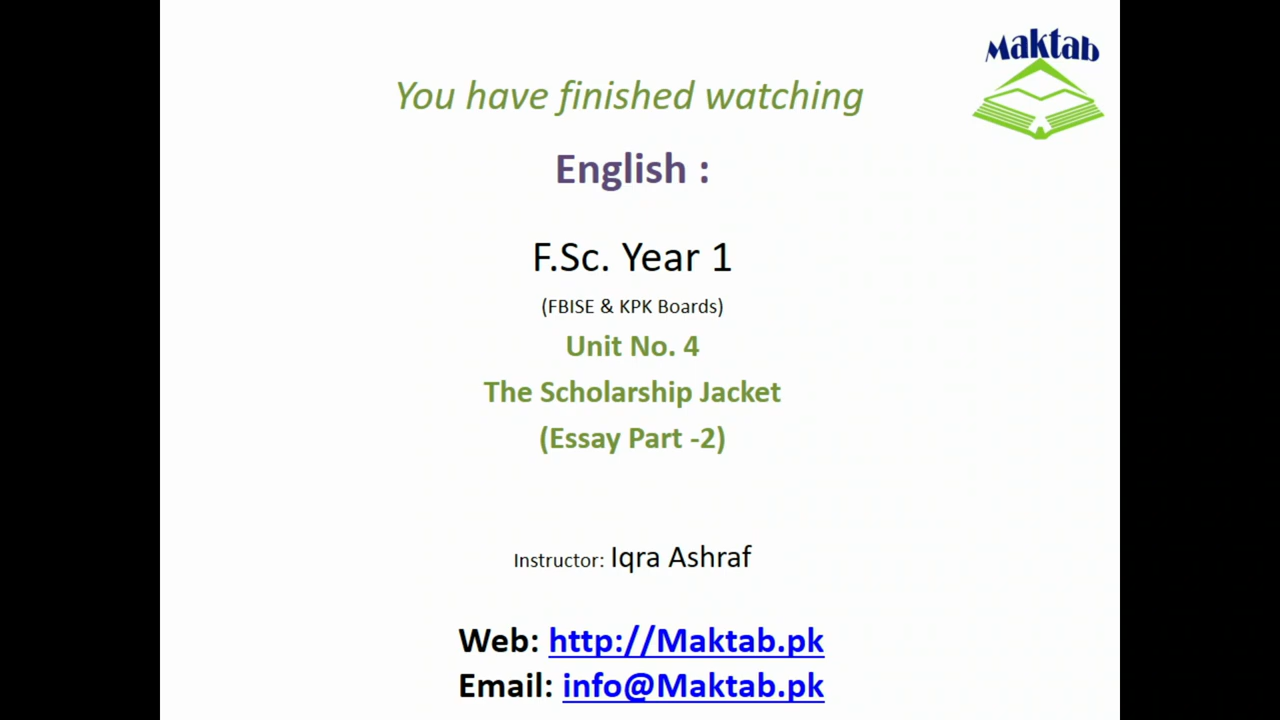 Maktab
You have finished watching
English :
F.Sc. Year 1
(FBISE & KPK Boards)
Unit No. 4
The Scholarship Jacket
(Essay Part -2)
Instructor: Iqra Ashraf
Web: http://Maktab.pk
Email: info@Maktab.pk